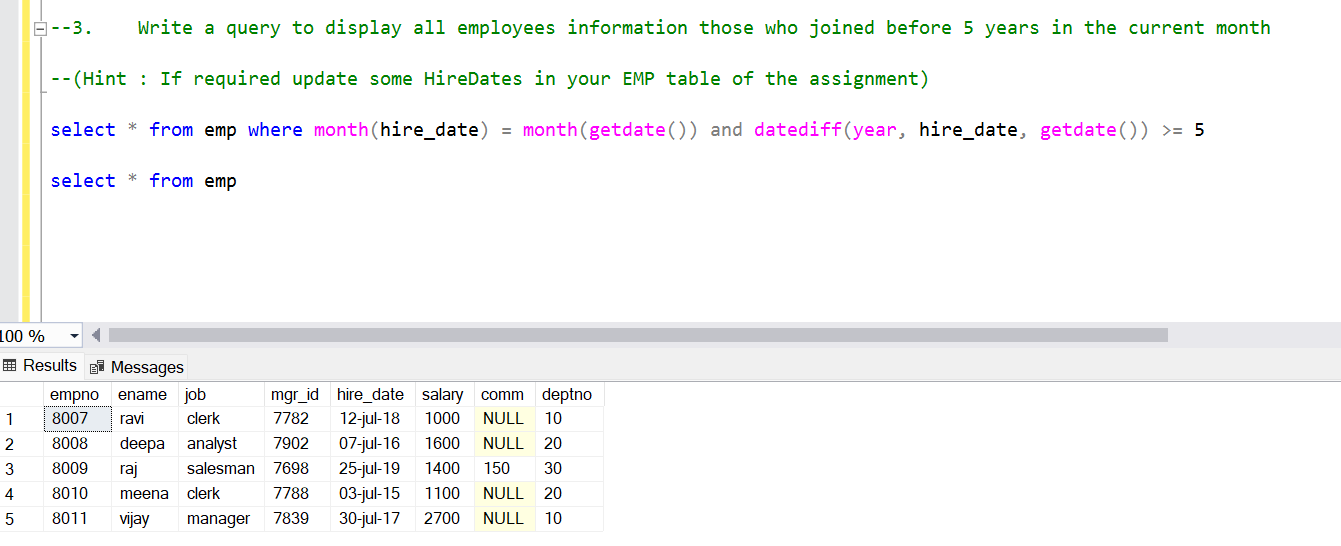 --3. Write a query to display all employees information those who joined before 5 years in the current month
--(Hint : If required update some HireDates in your EMP table of the assignment)
select * from emp where month(hire_date) = month(getdate()) and datediff(year, hire_date, getdate()) >= 5
select * from emp
100 %
Results Messages
empno ename job mgr_id hire_date salary comm deptno
1 8007 ravi clerk 7782 12-jul-18 1000 NULL 10
2 8008 deepa analyst 7902 07-jul-16 1600 NULL 20
3 8009 raj salesman 7698 25-jul-19 1400 150 30
4 8010 meena clerk 7788 03-jul-15 1100 NULL 20
5 8011 vijay manager 7839 30-jul-17 2700 NULL 10